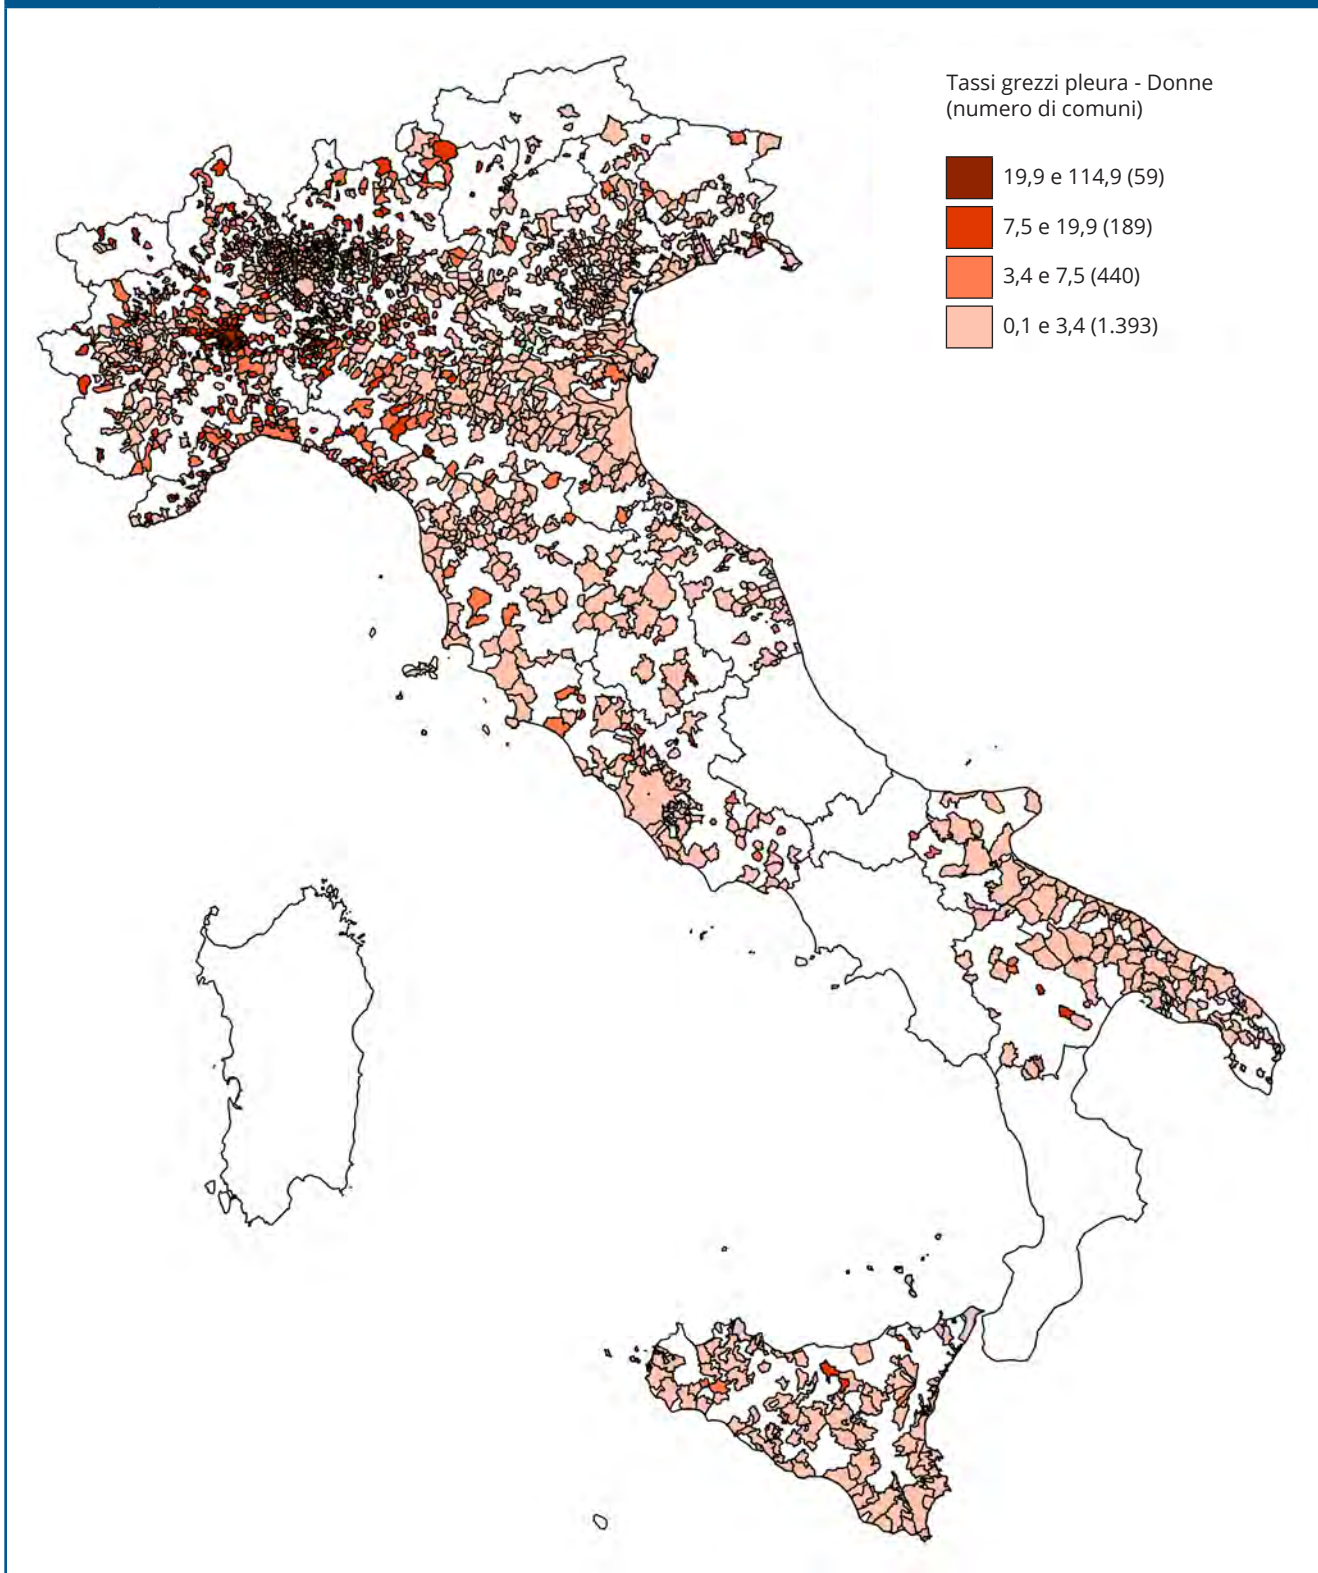 Tassi grezzi pleura - Donne
(numero di comuni)
19,9 e 114,9 (59)
7,5 e 19,9 (189)
3,4 e 7,5 (440)
0,1 e 3,4 (1.393)